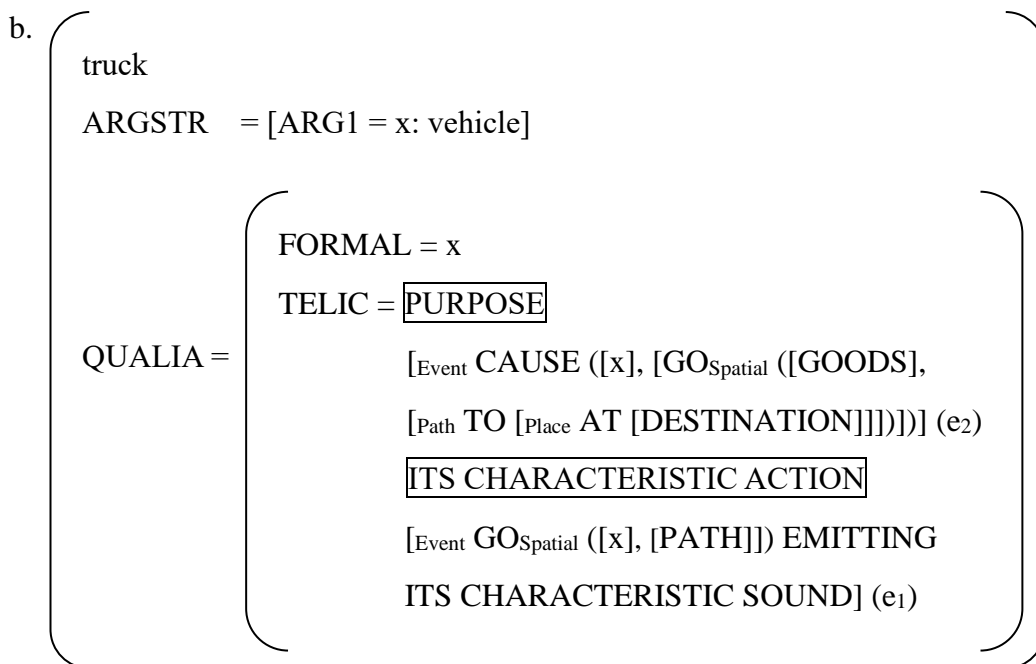 b.
truck
ARGSTR = [ARG1 = x: vehicle]
FORMAL = x
TELIC = PURPOSE
QUALIA =
[Event CAUSE ([x], [GOSpatial ([GOODS],
[Path TO [Place AT [DESTINATION]]])])] (e2)
ITS CHARACTERISTIC ACTION
[Event GOSpatial ([x], [PATH]]) EMITTING
ITS CHARACTERISTIC SOUND] (e1)